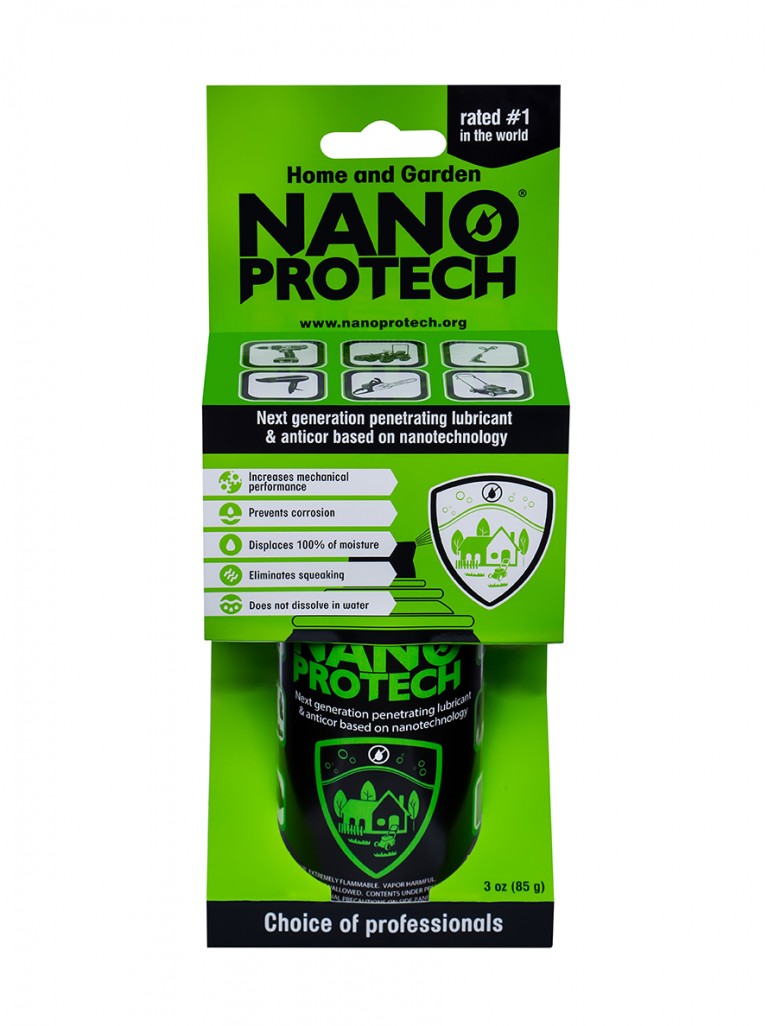 rated #1
in the world
Home and Garden
NANO®
PROTECH
www.nanoprotech.org
Next generation penetrating lubricant
& anticor based on nanotechnology
Increases mechanical
performance
Prevents corrosion
Displaces 100% of moisture
Eliminates squeaking
Does not dissolve in water
NANO
PROTECH
Next generation penetrating lubricant
& anticor based on nanotechnology
EXTREMELY FLAMMABLE. VAPOR HARMFUL.
CONTENTS UNDER
PRECAUTIONS ON SIDE
3 oz (85 g)
Choice of professionals